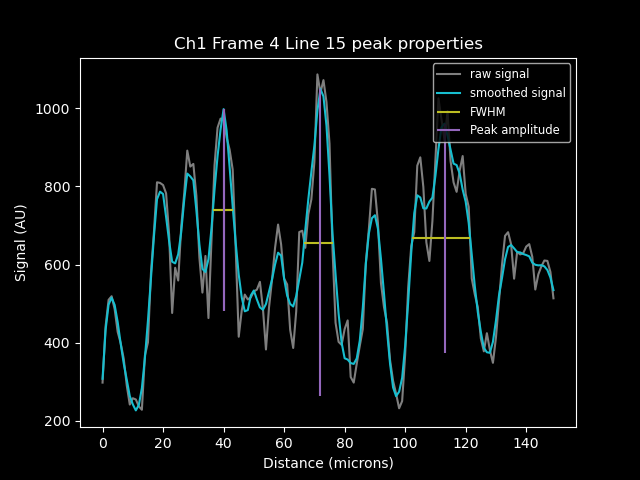 Ch1 Frame 4 Line 15 peak properties
raw signal
smoothed signal
FWHM
Peak amplitude
1000
800
600
400
200
Signal (AU)
0 20 40 60 80 100 120 140
Distance (microns)